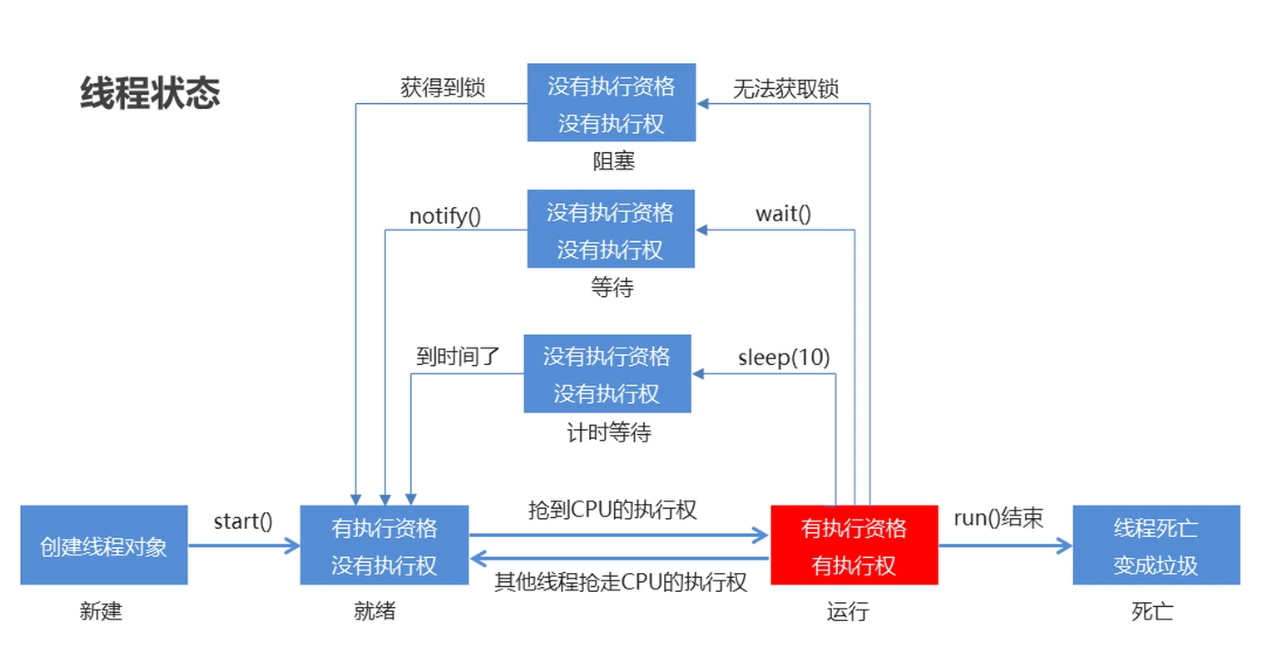 线程状态
获得到锁
没有执行资格
没有执行权
无法获取锁
阻塞
notify()
没有执行资格
没有执行权
wait()
等待
到时间了
没有执行资格
没有执行权
sleep(10)
计时等待
创建线程对象
新建
start()
有执行资格
没有执行权
就绪
抢到CPU的执行权
其他线程抢走CPU的执行权
有执行资格
有执行权
运行
run()结束
线程死亡
变成垃圾
死亡